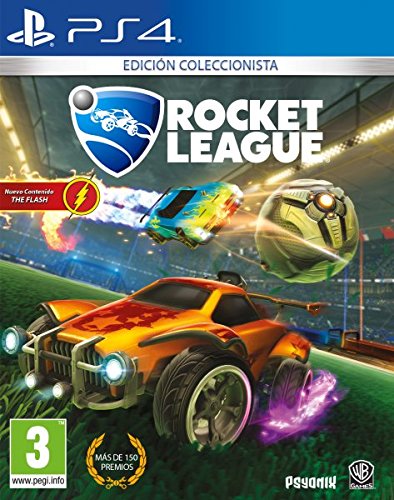 PS4
EDICIÓN COLECCIONISTA
ROCKET
LEAGUE
Nuevo Contenido
THE FLASH
3
www.pegi.info
MÁS DE 150
PREMIOS
PSYONIX
WB
GAMES